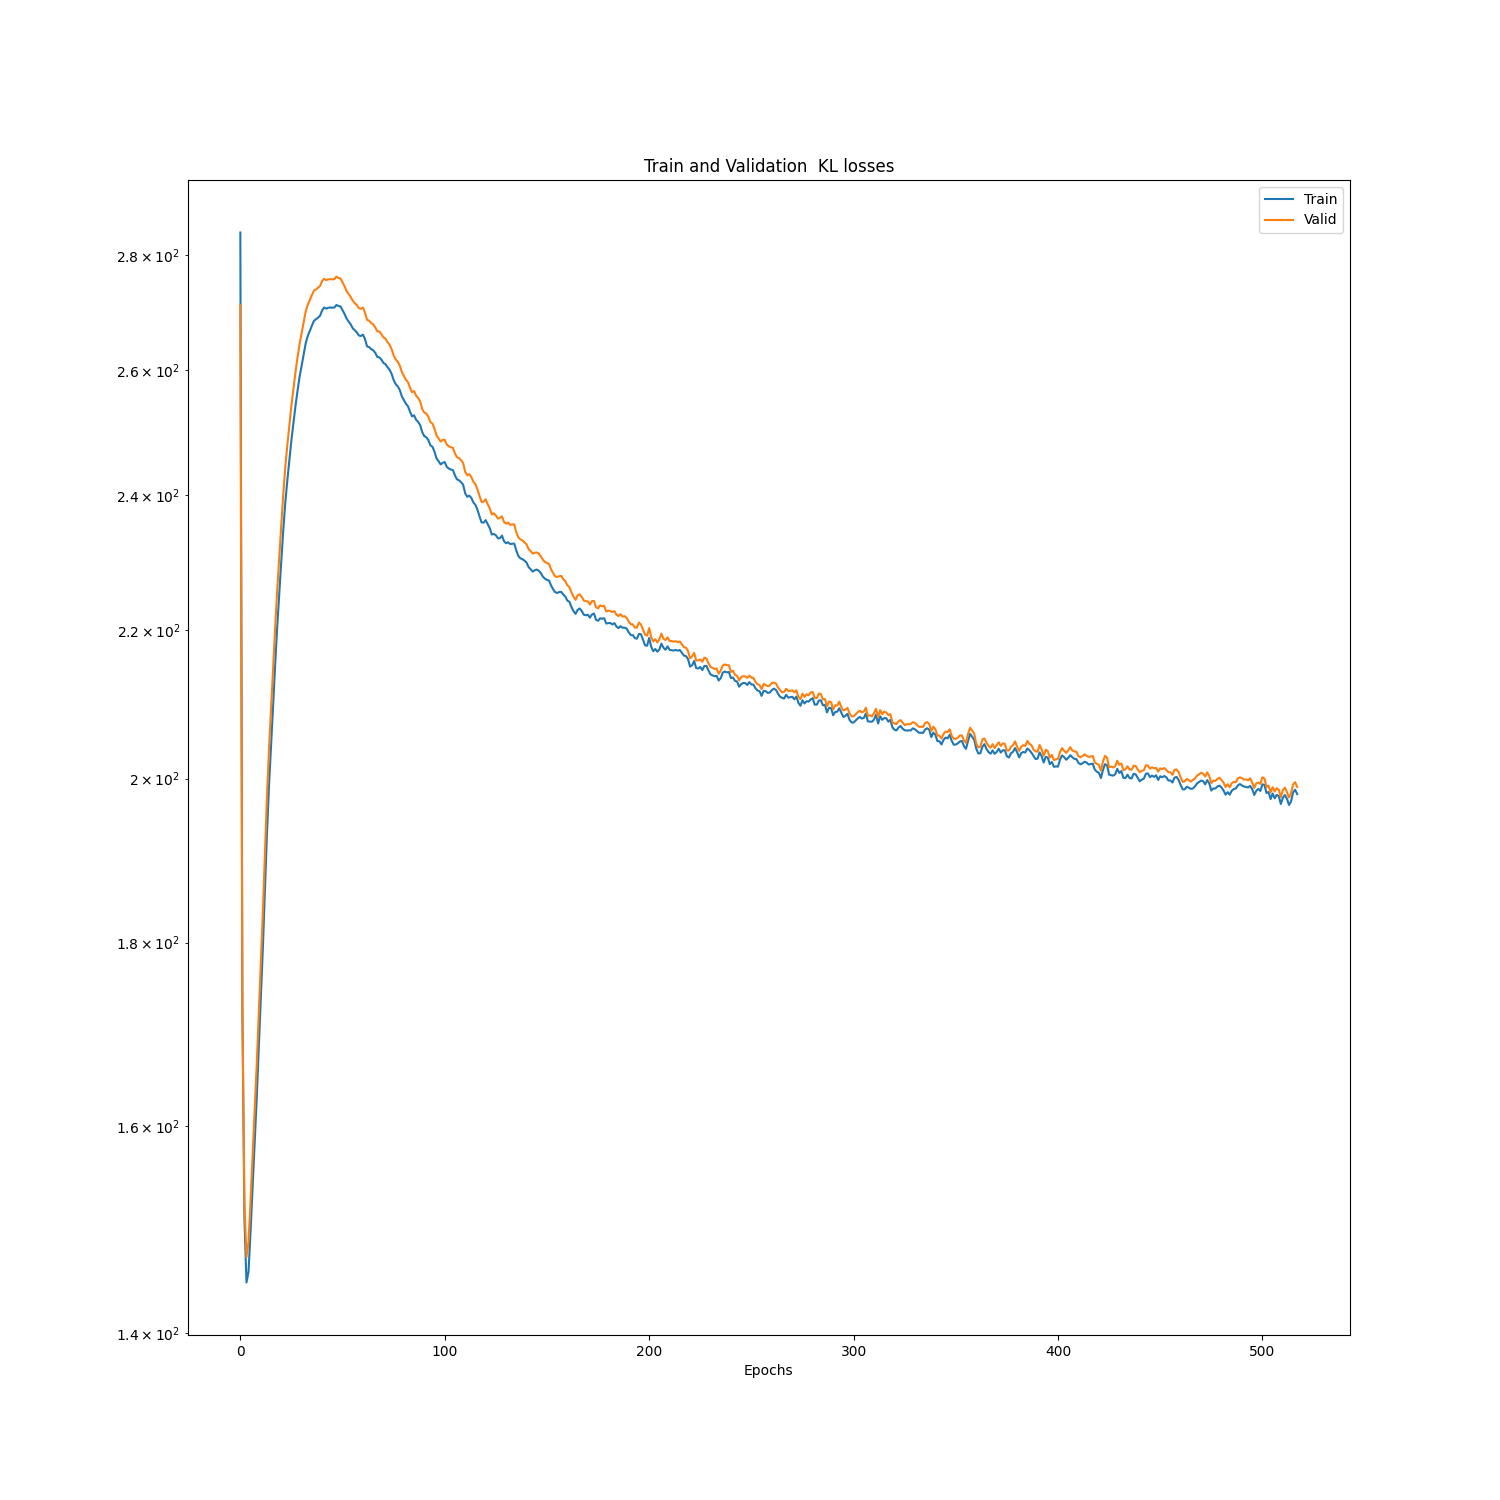 Train and Validation  KL losses
Train
Valid
2.8 × 10²
2.6 × 10²
2.4 × 10²
2.2 × 10²
2 × 10²
1.8 × 10²
1.6 × 10²
1.4 × 10²
0 100 200 300 400 500
Epochs